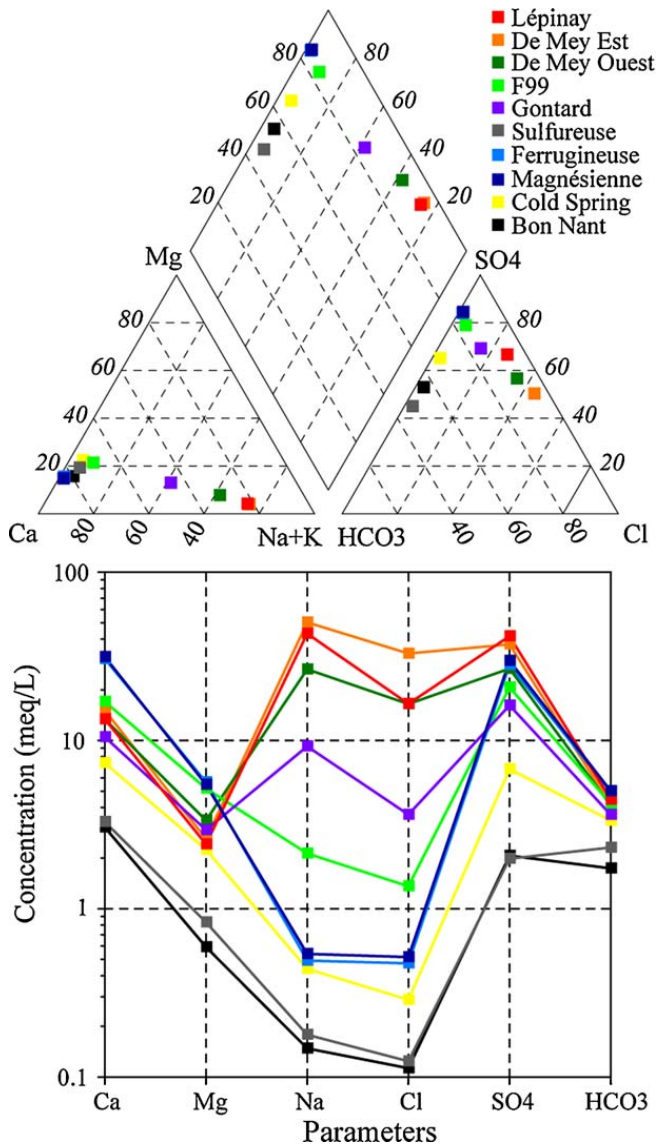 Lépinay
De Mey Est
De Mey Ouest
F99
Gontard
Sulfureuse
Ferrugineuse
Magnésienne
Cold Spring
Bon Nant
80 80
60 60
40 40
20 20
Mg SO4
80 80
60 60
40 40
20 20
Ca 80 60 40 Na+K HCO3 40 60 80 Cl
100
10
1
0.1
Concentration (meq/L)
Ca Mg Na Cl SO4 HCO3
Parameters